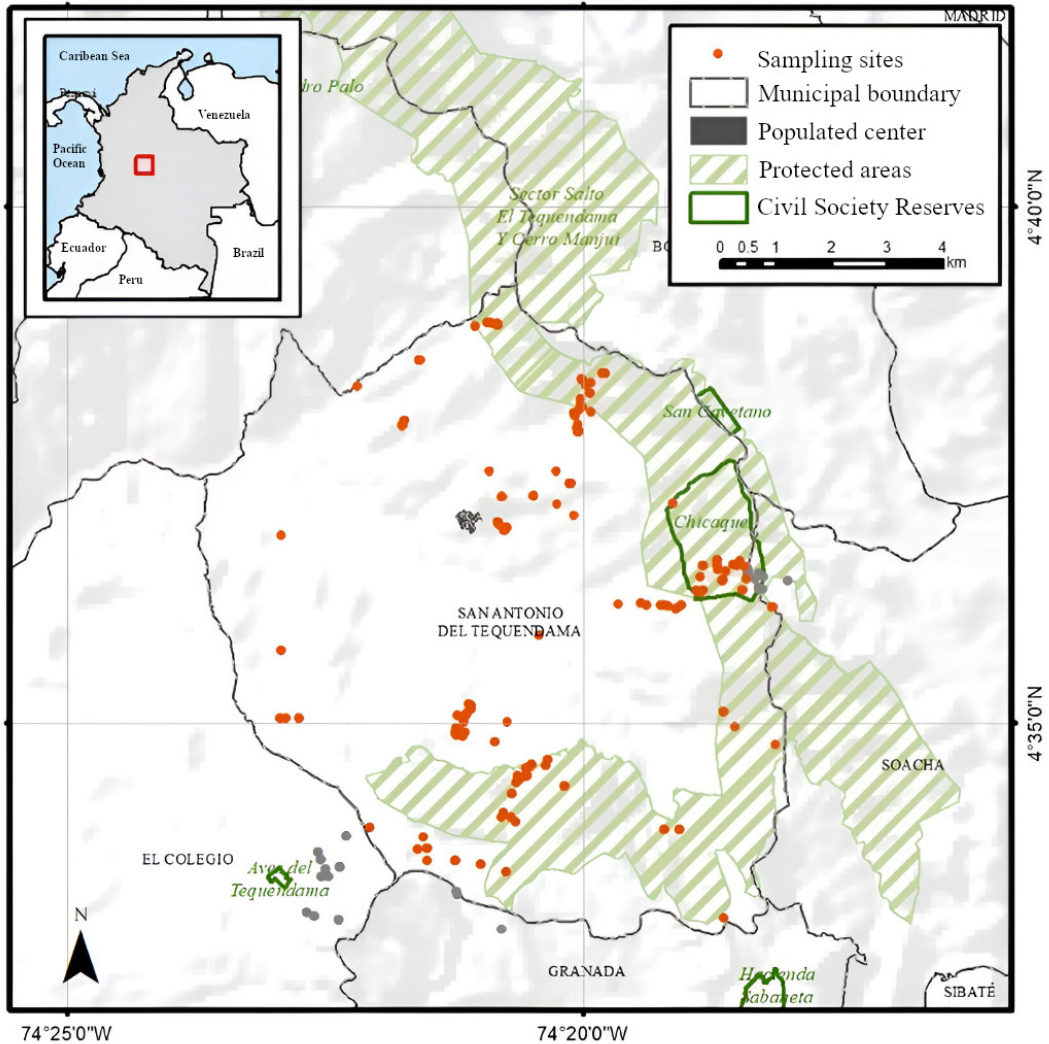 MADRID
Caribbean Sea
Venezuela
Pacific
Ocean
Ecuador
Peru
Brazil
dro Palo
Sampling sites
Municipal boundary
Populated center
Protected areas
Civil Society Reserves
0 0.5 1 2 3 4
km
4°40'0"N
Sector Salto
El Tequendama
Y Cerro Manjui
BO
San Cayetano
Chicaque
SAN ANTONIO
DEL TEQUENDAMA
4°35'0"N
SOACHA
EL COLEGIO
Aves del
Tequendama
N
GRANADA
Hacienda
Sabaneta
SIBATÉ
74°25'0"W
74°20'0"W